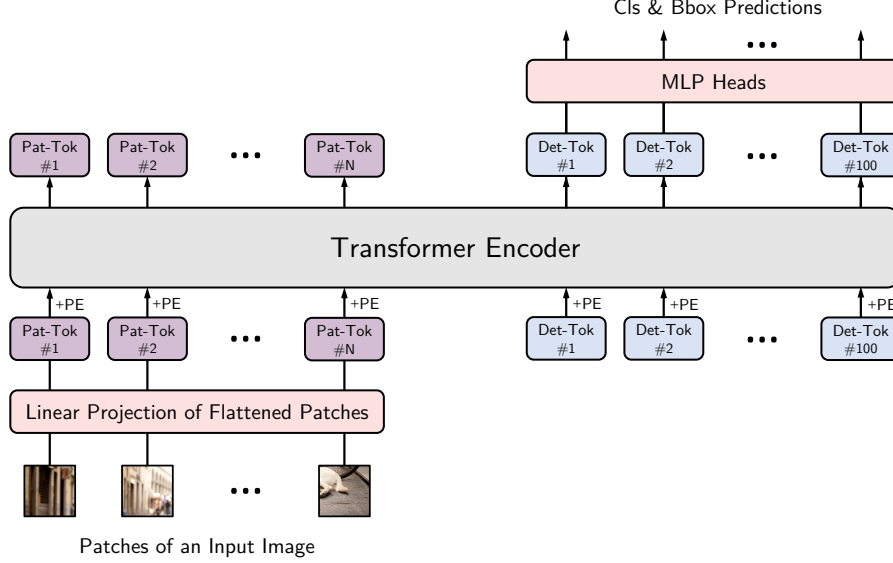 Cls & Bbox Predictions
MLP Heads
Pat-Tok #1
Pat-Tok #2
Pat-Tok #N
Det-Tok #1
Det-Tok #2
Det-Tok #100
Transformer Encoder
+PE
+PE
+PE
+PE
+PE
+PE
Pat-Tok #1
Pat-Tok #2
Pat-Tok #N
Det-Tok #1
Det-Tok #2
Det-Tok #100
Linear Projection of Flattened Patches
Patches of an Input Image